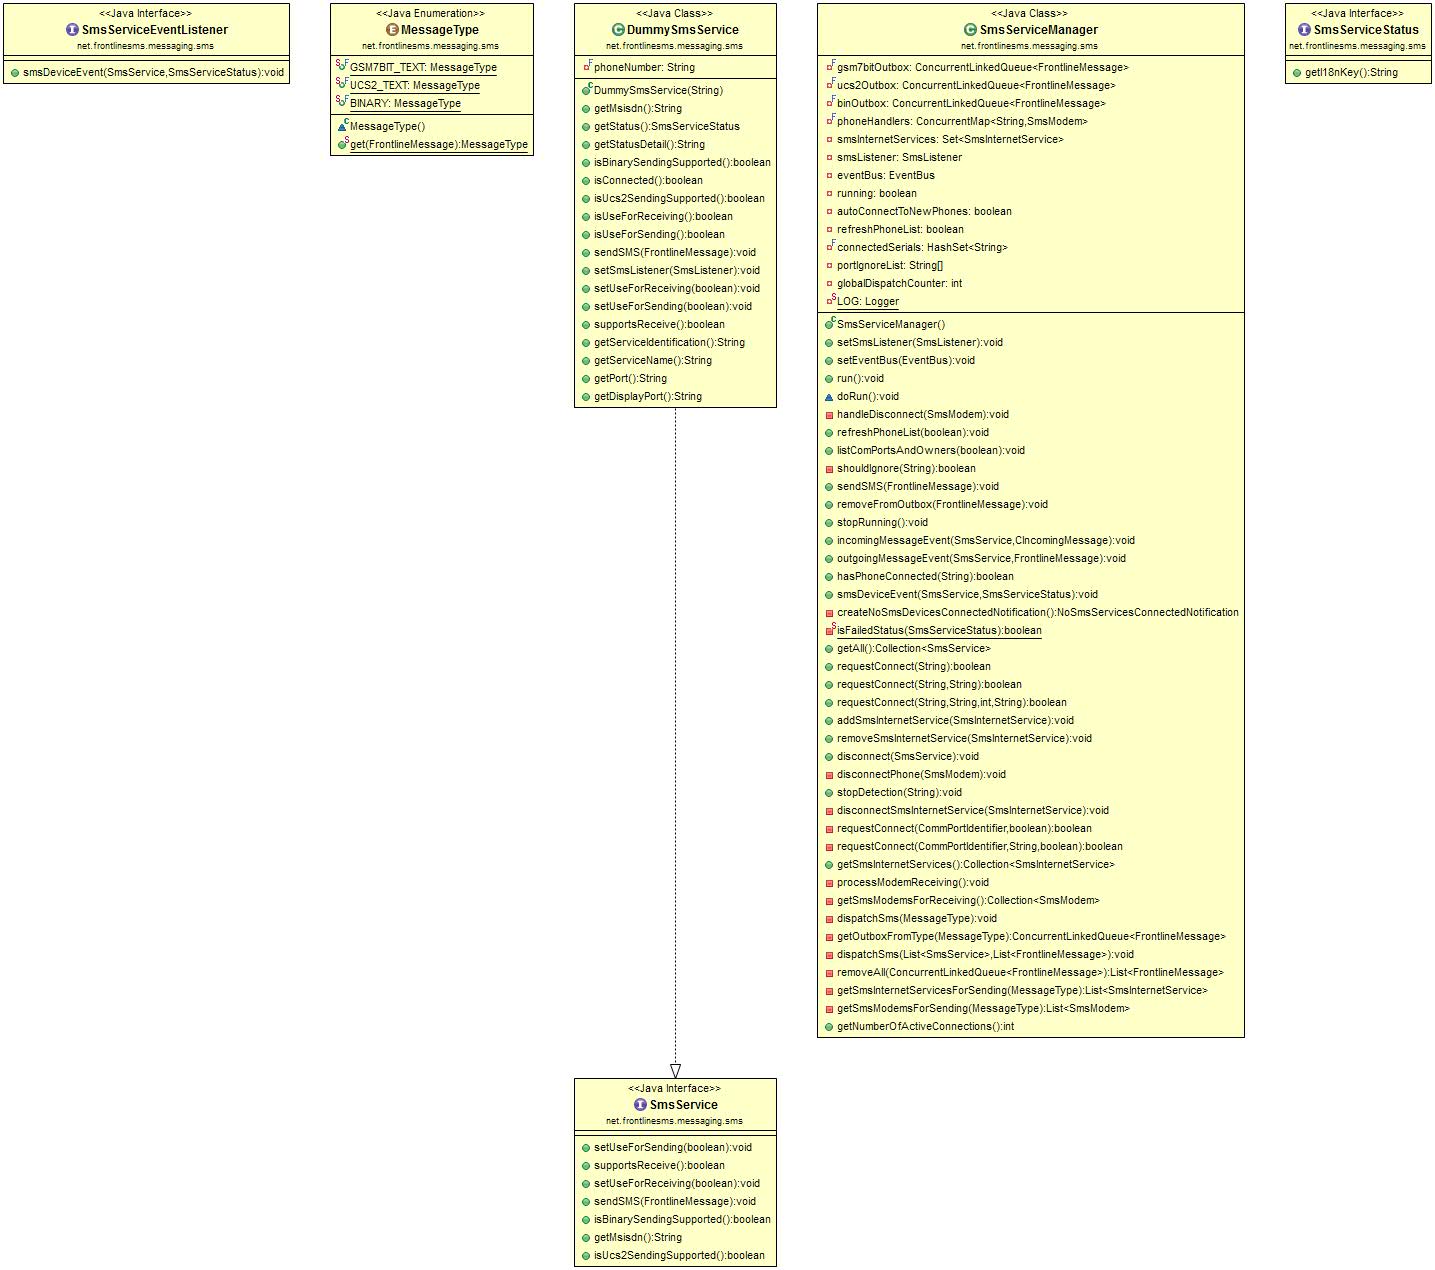 <<Java Interface>>
SmsServiceEventListener
net.frontlinesms.messaging.sms
smsDeviceEvent(SmsService,SmsServiceStatus):void
<<Java Enumeration>>
MessageType
net.frontlinesms.messaging.sms
GSM7BIT_TEXT: MessageType
UCS2_TEXT: MessageType
BINARY: MessageType
MessageType()
get(FrontlineMessage):MessageType
<<Java Class>>
DummySmsService
net.frontlinesms.messaging.sms
phoneNumber: String
DummySmsService(String)
getMsisdn():String
getStatus():SmsServiceStatus
getStatusDetail():String
isBinarySendingSupported():boolean
isConnected():boolean
isUcs2SendingSupported():boolean
isUseForReceiving():boolean
isUseForSending():boolean
sendSMS(FrontlineMessage):void
setSmsListener(SmsListener):void
setUseForReceiving(boolean):void
setUseForSending(boolean):void
supportsReceive():boolean
getServiceIdentification():String
getServiceName():String
getPort():String
getDisplayPort():String
<<Java Class>>
SmsServiceManager
net.frontlinesms.messaging.sms
gsm7bitOutbox: ConcurrentLinkedQueue<FrontlineMessage>
ucs2Outbox: ConcurrentLinkedQueue<FrontlineMessage>
binOutbox: ConcurrentLinkedQueue<FrontlineMessage>
phoneHandlers: ConcurrentMap<String,SmsModem>
smsInternetServices: Set<SmsInternetService>
smsListener: SmsListener
eventBus: EventBus
running: boolean
autoConnectToNewPhones: boolean
refreshPhoneList: boolean
connectedSerials: HashSet<String>
portIgnoreList: String[]
globalDispatchCounter: int
LOG: Logger
SmsServiceManager()
setSmsListener(SmsListener):void
setEventBus(EventBus):void
run():void
doRun():void
handleDisconnect(SmsModem):void
refreshPhoneList(boolean):void
listComPortsAndOwners(boolean):void
shouldIgnore(String):boolean
sendSMS(FrontlineMessage):void
removeFromOutbox(FrontlineMessage):void
stopRunning():void
incomingMessageEvent(SmsService,CIncomingMessage):void
outgoingMessageEvent(SmsService,FrontlineMessage):void
hasPhoneConnected(String):boolean
smsDeviceEvent(SmsService,SmsServiceStatus):void
createNoSmsDevicesConnectedNotification():NoSmsServicesConnectedNotification
isFailedStatus(SmsServiceStatus):boolean
getAll():Collection<SmsService>
requestConnect(String):boolean
requestConnect(String,String):boolean
requestConnect(String,String,int,String):boolean
addSmsInternetService(SmsInternetService):void
removeSmsInternetService(SmsInternetService):void
disconnect(SmsService):void
disconnectPhone(SmsModem):void
stopDetection(String):void
disconnectSmsInternetService(SmsInternetService):void
requestConnect(CommPortIdentifier,boolean):boolean
requestConnect(CommPortIdentifier,String,boolean):boolean
getSmsInternetServices():Collection<SmsInternetService>
processModemReceiving():void
getSmsModemsForReceiving():Collection<SmsModem>
dispatchSms(MessageType):void
getOutboxFromType(MessageType):ConcurrentLinkedQueue<FrontlineMessage>
dispatchSms(List<SmsService>,List<FrontlineMessage>):void
removeAll(ConcurrentLinkedQueue<FrontlineMessage>):List<FrontlineMessage>
getSmsInternetServicesForSending(MessageType):List<SmsInternetService>
getSmsModemsForSending(MessageType):List<SmsModem>
getNumberOfActiveConnections():int
<<Java Interface>>
SmsServiceStatus
net.frontlinesms.messaging.sms
getI18nKey():String
<<Java Interface>>
SmsService
net.frontlinesms.messaging.sms
setUseForSending(boolean):void
supportsReceive():boolean
setUseForReceiving(boolean):void
sendSMS(FrontlineMessage):void
isBinarySendingSupported():boolean
getMsisdn():String
isUcs2SendingSupported():boolean